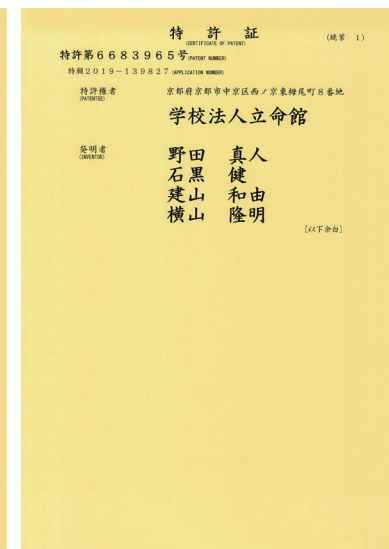 特許証
(CERTIFICATE OF PATENT)
(続葉 1)
特許第6683965号(PATENT NUMBER)
特願2019-139827(APPLICATION NUMBER)
特許権者 京都府京都市中京区西ノ京東栂尾町8番地
(PATENTEE)
学校法人立命館
発明者 野田 真人
(INVENTOR)
石黒 健
建山 和由
横山 隆明
[以下余白]